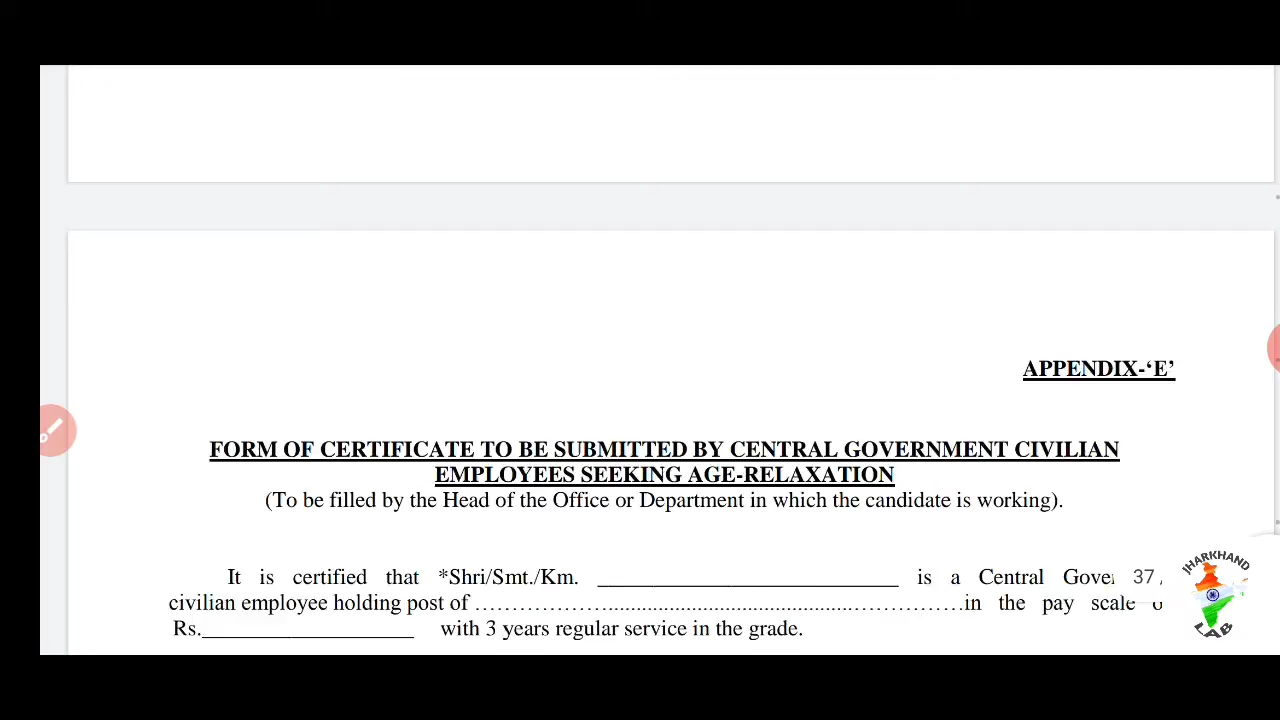 APPENDIX-‘E’
FORM OF CERTIFICATE TO BE SUBMITTED BY CENTRAL GOVERNMENT CIVILIAN
EMPLOYEES SEEKING AGE-RELAXATION
(To be filled by the Head of the Office or Department in which the candidate is working).
It is certified that *Shri/Smt./Km. ___________________________ is a Central Gove 37 /
civilian employee holding post of ………………............................................……………in the pay scale o
Rs.___________________ with 3 years regular service in the grade.
JHARKHAND
LAB